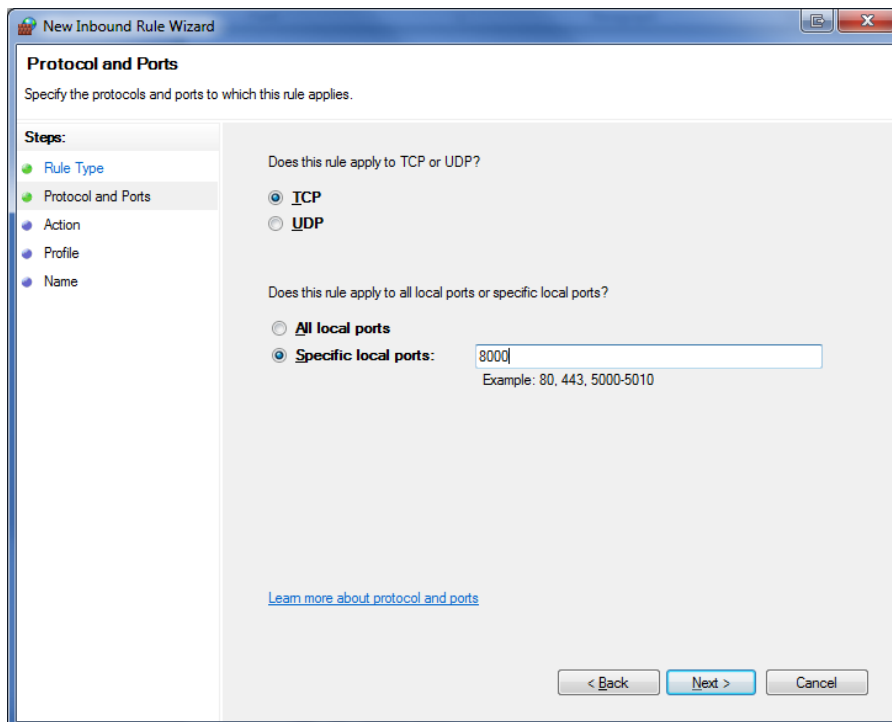 New Inbound Rule Wizard
Protocol and Ports
Specify the protocols and ports to which this rule applies.
Steps:
Rule Type
Protocol and Ports
Action
Profile
Name
Does this rule apply to TCP or UDP?
TCP
UDP
Does this rule apply to all local ports or specific local ports?
All local ports
Specific local ports: 8000
Example: 80, 443, 5000-5010
Learn more about protocol and ports
< Back Next > Cancel